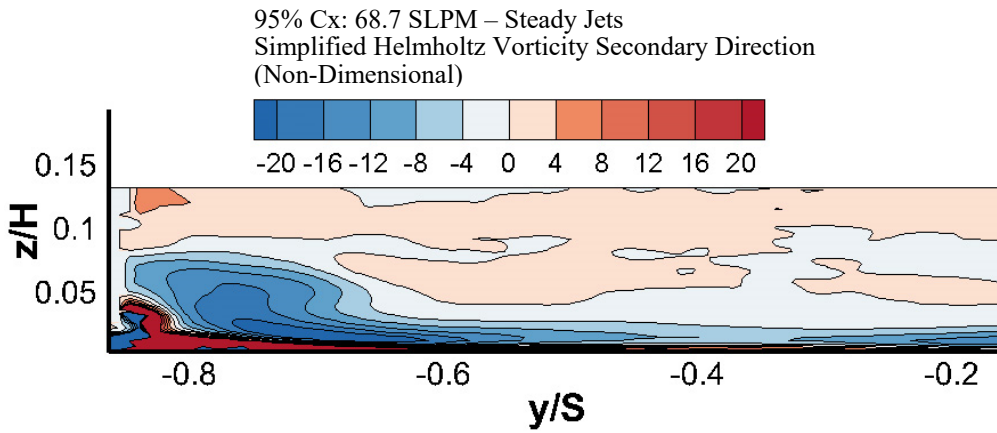 95% Cx: 68.7 SLPM – Steady Jets
Simplified Helmholtz Vorticity Secondary Direction
(Non-Dimensional)
-20 -16 -12 -8 -4 0 4 8 12 16 20
0.15
0.1
0.05
z/H
-0.8 -0.6 -0.4 -0.2
y/S